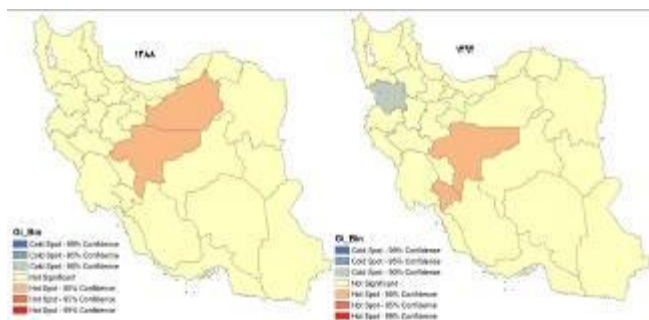 ۱۳۸۸
Gi_Bin
Cold Spot - 99% Confidence
Cold Spot - 95% Confidence
Cold Spot - 90% Confidence
Not Significant
Hot Spot - 90% Confidence
Hot Spot - 95% Confidence
Hot Spot - 99% Confidence
Gi_Bin
Cold Spot - 99% Confidence
Cold Spot - 95% Confidence
Cold Spot - 90% Confidence
Not Significant
Hot Spot - 90% Confidence
Hot Spot - 95% Confidence
Hot Spot - 99% Confidence